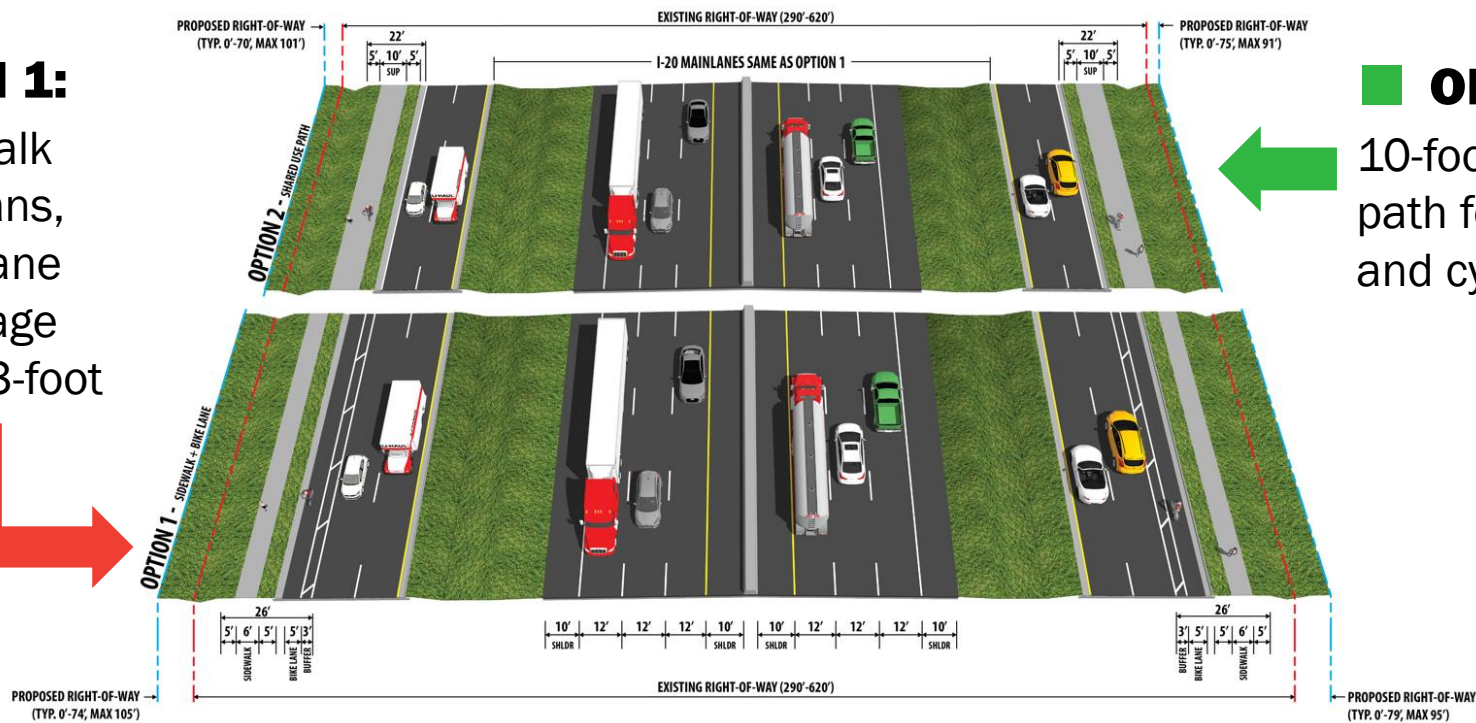 EXISTING RIGHT-OF-WAY (290'-620')
PROPOSED RIGHT-OF-WAY
(TYP. 0'-70', MAX 101')
PROPOSED RIGHT-OF-WAY
(TYP. 0'-75', MAX 91')
22'
5' 10' 5'
SUP
I-20 MAINLANES SAME AS OPTION 1
22'
5' 10' 5'
SUP
1:
alk
ans,
ane
age
3-foot
10-foo
path fo
and cy
OPTION 2 - SHARED USE PATH
OPTION 1 - SIDEWALK + BIKE LANE
26'
5' 6' 5' 5' 3'
SIDEWALK
BIKE LANE
BUFFER
10' 12' 12' 12' 10'
SHLDR SHLDR
10' 12' 12' 12' 10'
SHLDR SHLDR
26'
3' 5' 5' 6' 5'
BUFFER
BIKE LANE
SIDEWALK
EXISTING RIGHT-OF-WAY (290'-620')
PROPOSED RIGHT-OF-WAY
(TYP. 0'-74', MAX 105')
PROPOSED RIGHT-OF-WAY
(TYP. 0'-79', MAX 95')